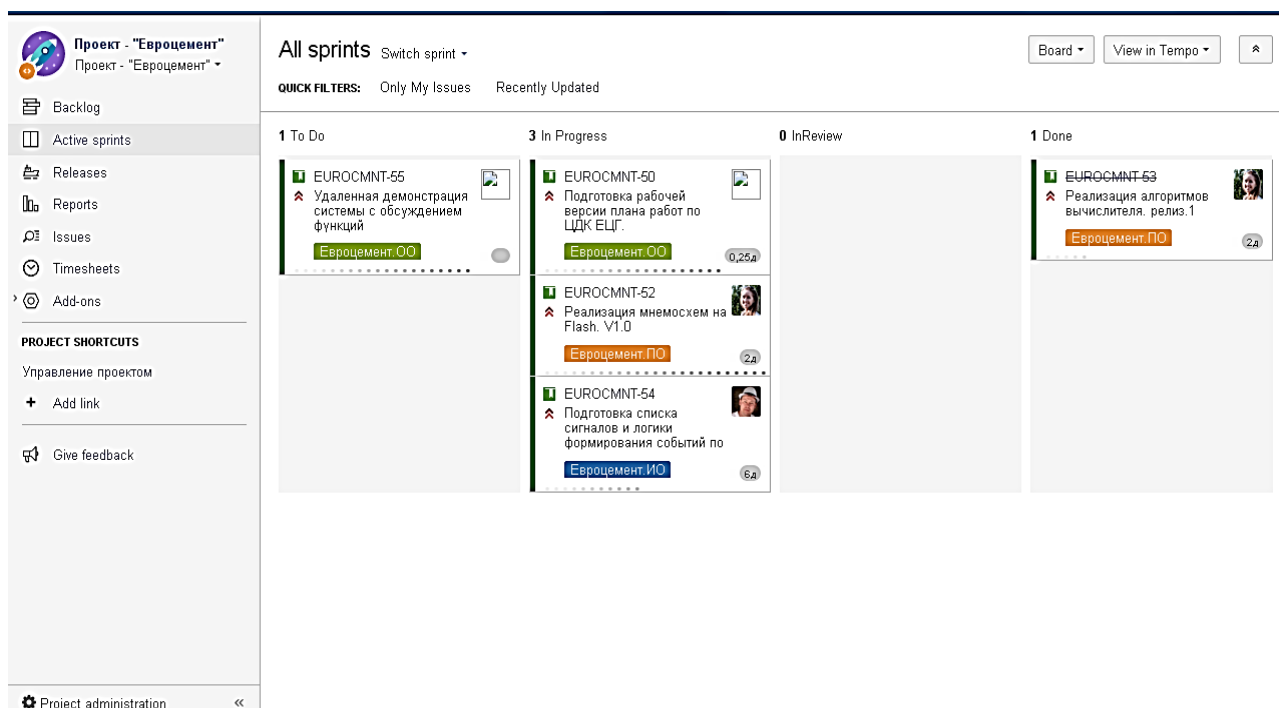 Проект - "Евроцемент"
Проект - "Евроцемент"
Backlog
Active sprints
Releases
Reports
Issues
Timesheets
Add-ons
PROJECT SHORTCUTS
Управление проектом
+ Add link
Give feedback
Project administration «
All sprints Switch sprint
Board View in Tempo
QUICK FILTERS: Only My Issues Recently Updated
1 To Do
EUROCMNT-55
Удаленная демонстрация
системы с обсуждением
функций
Евроцемент.ОО
3 In Progress
EUROCMNT-50
Подготовка рабочей
версии плана работ по
ЦДК ЕЦГ.
Евроцемент.ОО
0,25д
EUROCMNT-52
Реализация мнемосхем на
Flash. V1.0
Евроцемент.ПО
2д
EUROCMNT-54
Подготовка списка
сигналов и логики
формирования событий по
Евроцемент.ИО
6д
0 InReview
1 Done
EUROCMNT-53
Реализация алгоритмов
вычислителя. релиз.1
Евроцемент.ПО
2д